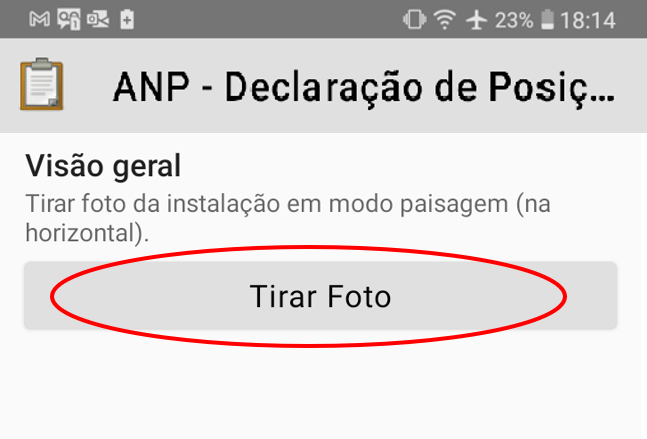 23% 18:14
ANP - Declaração de Posiç...
Visão geral
Tirar foto da instalação em modo paisagem (na
horizontal).
Tirar Foto